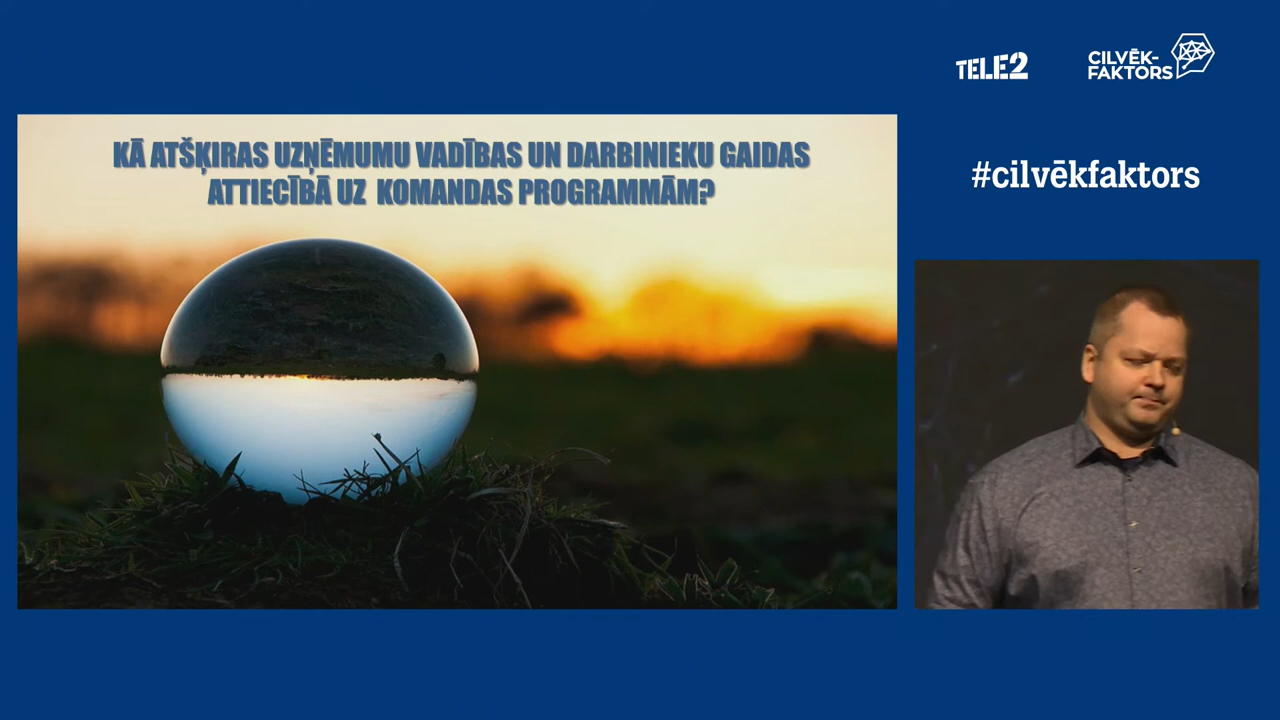 TELE2
CILVĒK-
FAKTORS
KĀ ATŠĶIRAS UZŅĒMUMU VADĪBAS UN DARBINIEKU GAIDAS
ATTIECĪBĀ UZ KOMANDAS PROGRAMMĀM?
#cilvēkfaktors